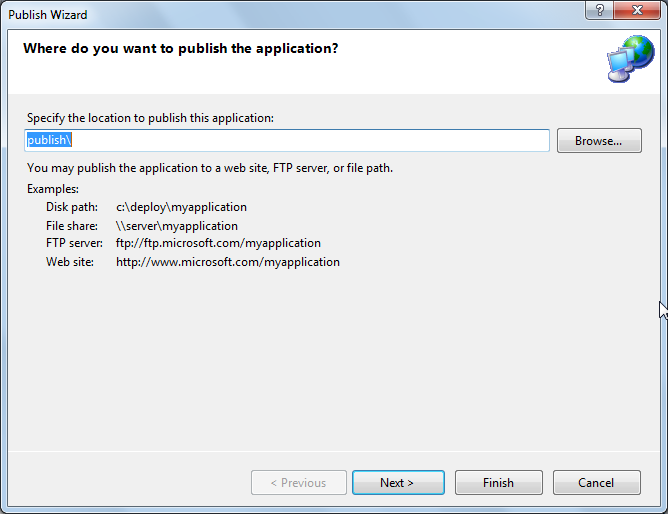 Publish Wizard
?
Where do you want to publish the application?
Specify the location to publish this application:
publish\
Browse...
You may publish the application to a web site, FTP server, or file path.
Examples:
Disk path: c:\deploy\myapplication
File share: \\server\myapplication
FTP server: ftp://ftp.microsoft.com/myapplication
Web site: http://www.microsoft.com/myapplication
< Previous Next > Finish Cancel